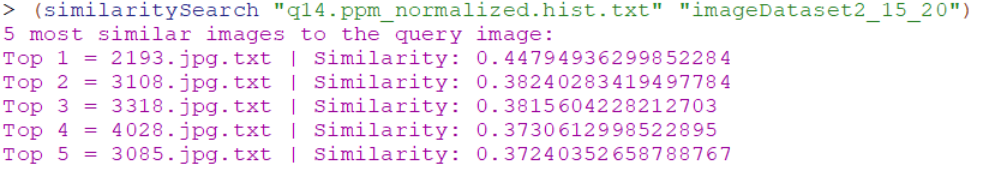 > (similaritySearch "q14.ppm_normalized.hist.txt" "imageDataset2_15_20")
5 most similar images to the query image:
Top 1 = 2193.jpg.txt | Similarity: 0.44794936299852284
Top 2 = 3108.jpg.txt | Similarity: 0.38240283419497784
Top 3 = 3318.jpg.txt | Similarity: 0.3815604228212703
Top 4 = 4028.jpg.txt | Similarity: 0.3730612998522895
Top 5 = 3085.jpg.txt | Similarity: 0.37240352658788767